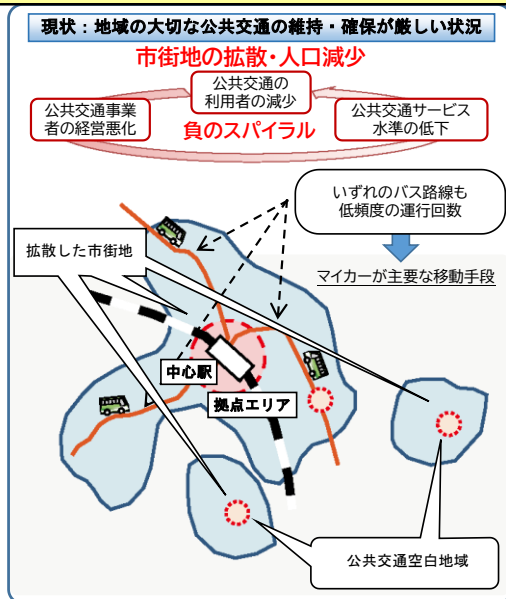 現状：地域の大切な公共交通の維持・確保が厳しい状況
市街地の拡散・人口減少
公共交通の
利用者の減少
公共交通事業
者の経営悪化
負のスパイラル
公共交通サービス
水準の低下
いずれのバス路線も
低頻度の運行回数
拡散した市街地
マイカーが主要な移動手段
中心駅
拠点エリア
公共交通空白地域